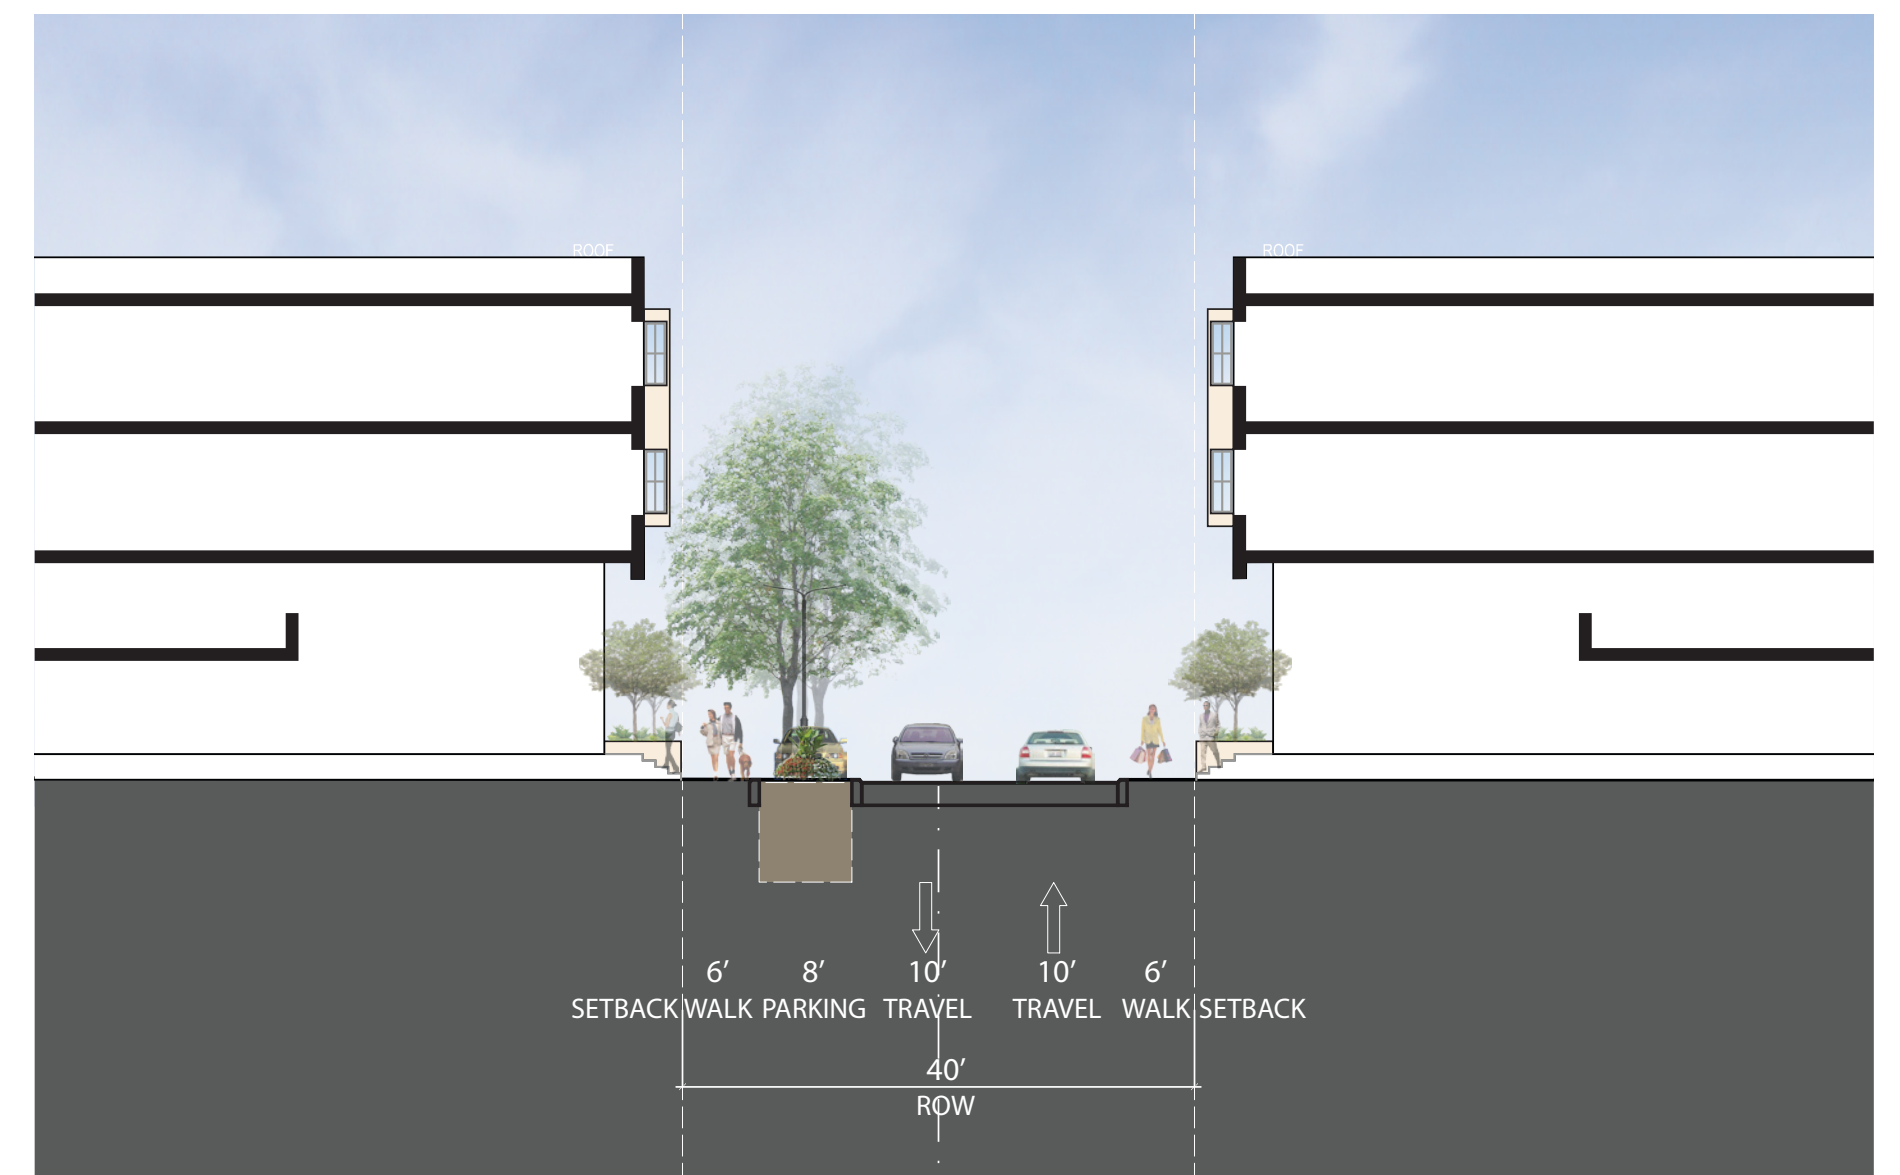 ROOF ROOF
6’ 8’ 10’ 10’ 6’
SETBACK WALK PARKING TRAVEL TRAVEL WALK SETBACK
40’
ROW